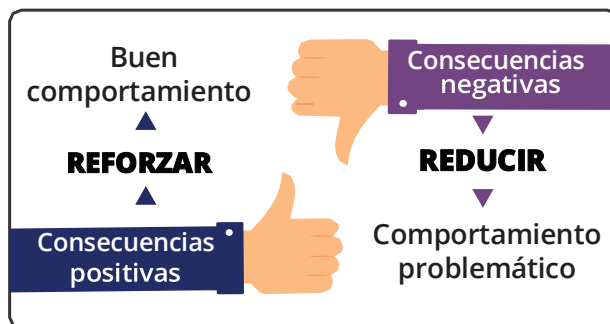 Buen
comportamiento
REFORZAR
Consecuencias
positivas
Consecuencias
negativas
REDUCIR
Comportamiento
problemático